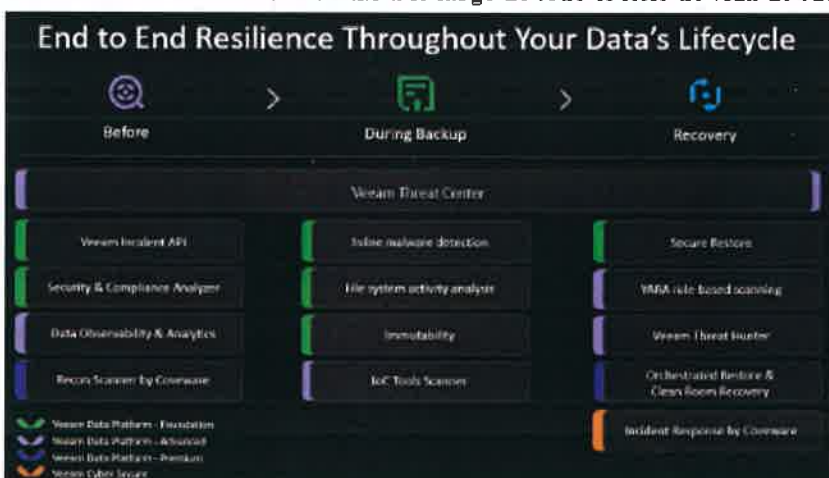 End to End Resilience Throughout Your Data's Lifecycle
Before
>
During Backup
>
Recovery
Veeam Threat Center
Veeam Incident API
Inline malware detection
Secure Restore
Security & Compliance Analyzer
File system activity analysis
YARA rule-based scanning
Data Observability & Analytics
Immutability
Veeam Threat Hunter
Recon Scanner by Coveware
IoC Tools Scanner
Orchestrated Restore &
Clean Room Recovery
Incident Response by Coveware
Veeam Data Platform - Foundation
Veeam Data Platform - Advanced
Veeam Data Platform - Premium
Veeam Cyber Secure